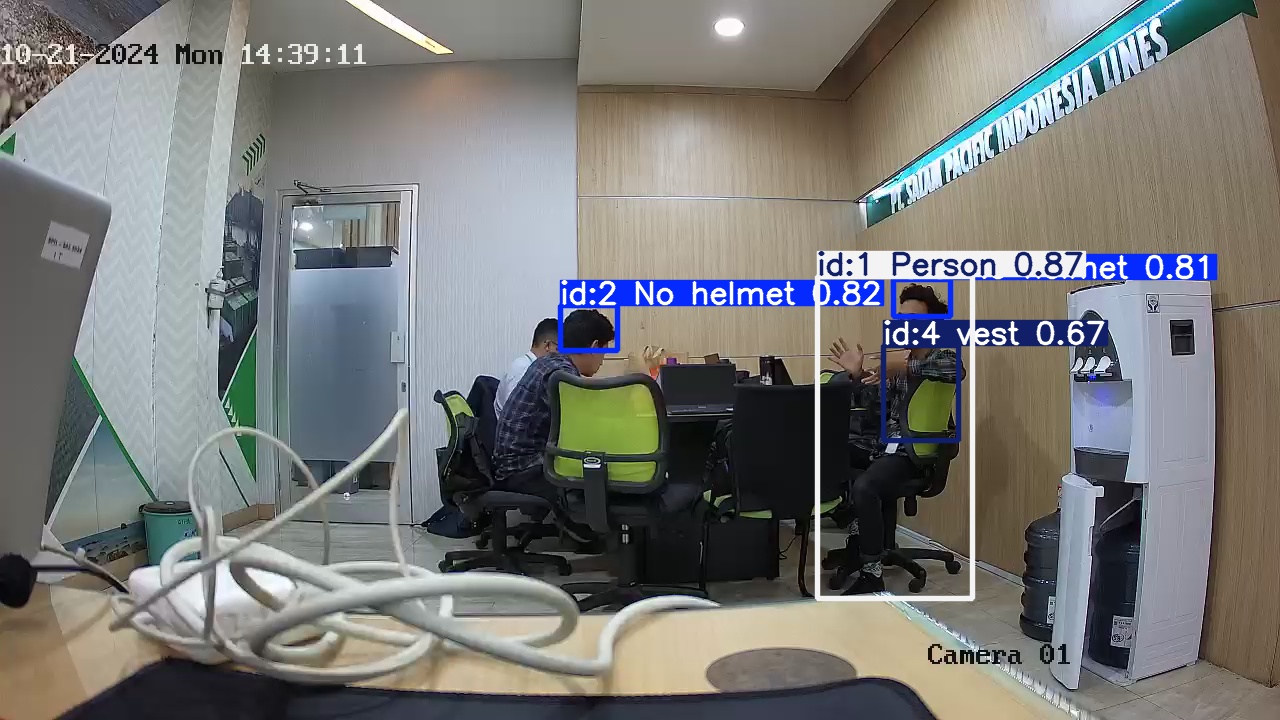 10-21-2024 Mon 14:39:11
PT. SALAM PACIFIC INDONESIA LINES
id:1 Person 0.87
met 0.81
id:2 No helmet 0.82
id:4 vest 0.67
Camera 01